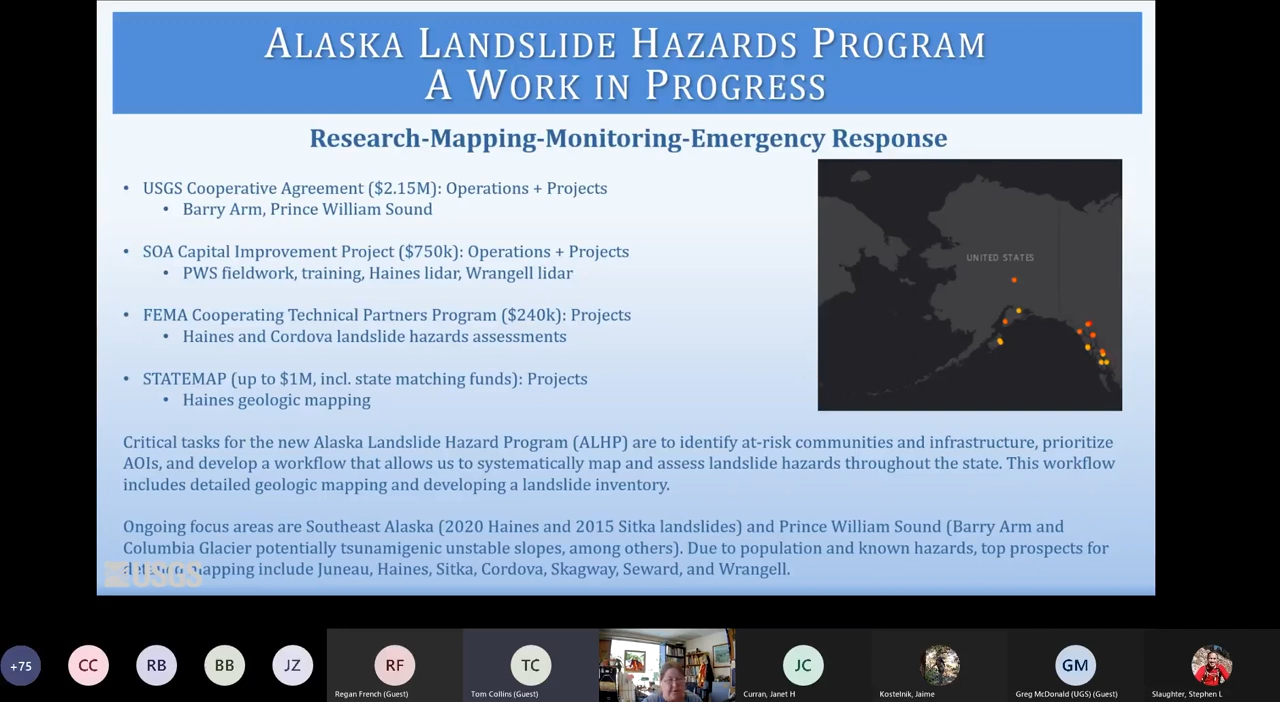 ALASKA LANDSLIDE HAZARDS PROGRAM
A WORK IN PROGRESS
Research-Mapping-Monitoring-Emergency Response
• USGS Cooperative Agreement ($2.15M): Operations + Projects
• Barry Arm, Prince William Sound
• SOA Capital Improvement Project ($750k): Operations + Projects
• PWS fieldwork, training, Haines lidar, Wrangell lidar
• FEMA Cooperating Technical Partners Program ($240k): Projects
• Haines and Cordova landslide hazards assessments
• STATEMAP (up to $1M, incl. state matching funds): Projects
• Haines geologic mapping
UNITED STATES
Critical tasks for the new Alaska Landslide Hazard Program (ALHP) are to identify at-risk communities and infrastructure, prioritize
AOIs, and develop a workflow that allows us to systematically map and assess landslide hazards throughout the state. This workflow
includes detailed geologic mapping and developing a landslide inventory.
Ongoing focus areas are Southeast Alaska (2020 Haines and 2015 Sitka landslides) and Prince William Sound (Barry Arm and
Columbia Glacier potentially tsunamigenic unstable slopes, among others). Due to population and known hazards, top prospects for
detailed mapping include Juneau, Haines, Sitka, Cordova, Skagway, Seward, and Wrangell.
USGS
+75
CC
RB
BB
JZ
RF
Regan French (Guest)
TC
Tom Collins (Guest)
JC
Curran, Janet H
Kostelnik, Jaime
GM
Greg McDonald (UGS) (Guest)
Slaughter, Stephen L